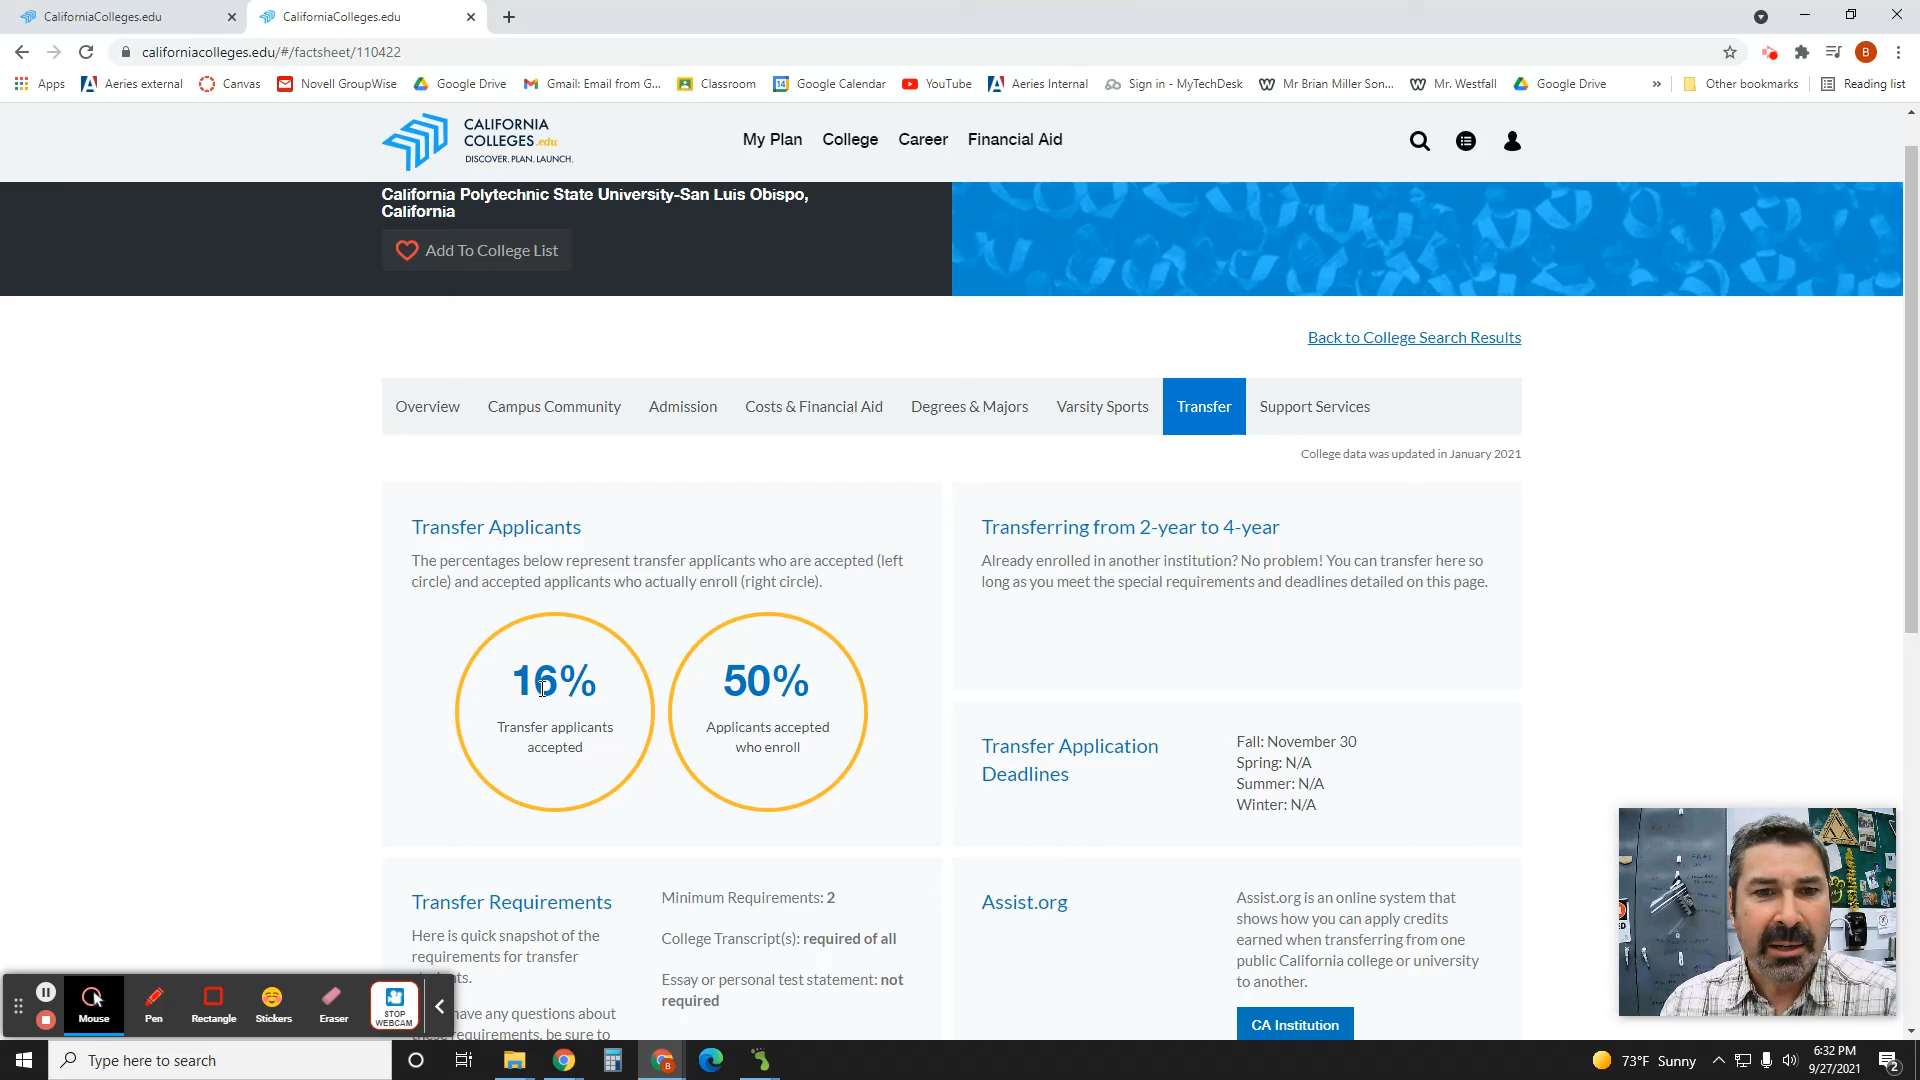 CaliforniaColleges.edu
CaliforniaColleges.edu
californiacolleges.edu/#/factsheet/110422
B
Apps
Aeries external
Canvas
Novell GroupWise
Google Drive
Gmail: Email from G...
Classroom
Google Calendar
YouTube
Aeries Internal
Sign in - MyTechDesk
Mr Brian Miller Son...
Mr. Westfall
Google Drive
»
Other bookmarks
Reading list
CALIFORNIA
COLLEGES.edu
DISCOVER. PLAN. LAUNCH.
My Plan
College
Career
Financial Aid
California Polytechnic State University-San Luis Obispo,
California
Add To College List
Back to College Search Results
Overview
Campus Community
Admission
Costs & Financial Aid
Degrees & Majors
Varsity Sports
Transfer
Support Services
College data was updated in January 2021
Transfer Applicants
The percentages below represent transfer applicants who are accepted (left
circle) and accepted applicants who actually enroll (right circle).
16%
Transfer applicants
accepted
50%
Applicants accepted
who enroll
Transferring from 2-year to 4-year
Already enrolled in another institution? No problem! You can transfer here so
long as you meet the special requirements and deadlines detailed on this page.
Transfer Application
Deadlines
Fall: November 30
Spring: N/A
Summer: N/A
Winter: N/A
Transfer Requirements
Here is quick snapshot of the
requirements for transfer
have any questions about
requirements, be sure to
Minimum Requirements: 2
College Transcript(s): required of all
Essay or personal test statement: not
required
Assist.org
Assist.org is an online system that
shows how you can apply credits
earned when transferring from one
public California college or university
to another.
CA Institution
Mouse
Pen
Rectangle
Stickers
Eraser
STOP
WEBCAM
Type here to search
73°F Sunny
6:32 PM
9/27/2021
2